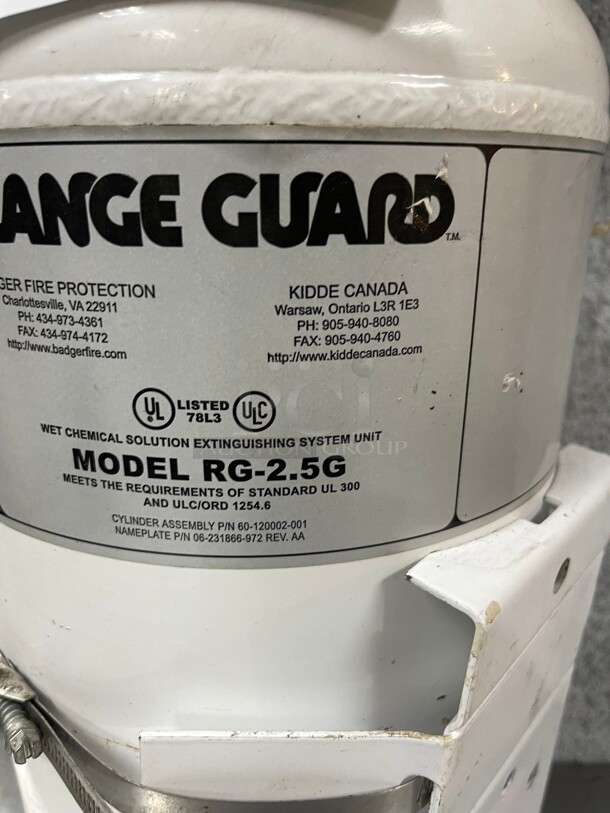 ANGE GUARD TM.
GER FIRE PROTECTION
Charlottesville, VA 22911
PH: 434-973-4361
FAX: 434-974-4172
http://www.badgerfire.com
KIDDE CANADA
Warsaw, Ontario L3R 1E3
PH: 905-940-8080
FAX: 905-940-4760
http://www.kiddecanada.com
UL LISTED 78L3 ULC
WET CHEMICAL SOLUTION EXTINGUISHING SYSTEM UNIT
MODEL RG-2.5G
MEETS THE REQUIREMENTS OF STANDARD UL 300
AND ULC/ORD 1254.6
CYLINDER ASSEMBLY P/N 60-120002-001
NAMEPLATE P/N 06-231866-972 REV. AA
AUCTION GROUP